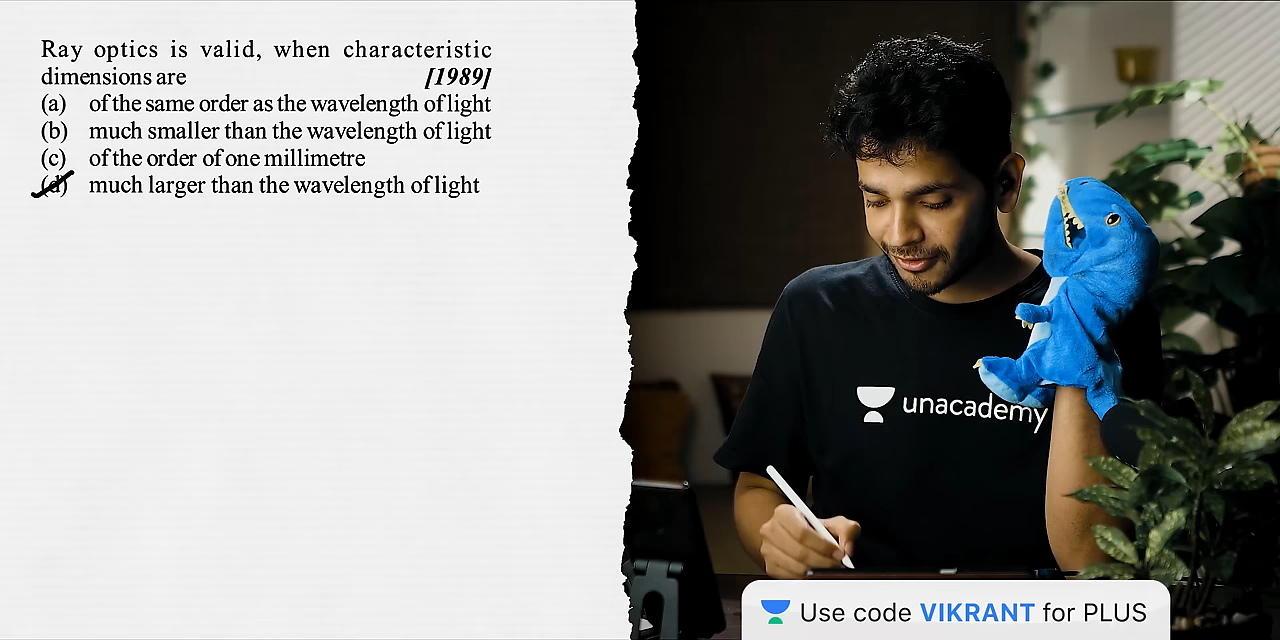 Ray optics is valid, when characteristic
dimensions are [1989]
(a) of the same order as the wavelength of light
(b) much smaller than the wavelength of light
(c) of the order of one millimetre
(d) much larger than the wavelength of light
unacademy
Use code VIKRANT for PLUS